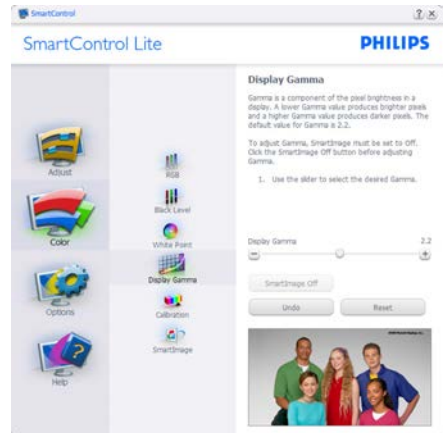 SmartControl
SmartControl Lite
PHILIPS
Adjust
Color
Options
Help
RGB
Black Level
White Point
Display Gamma
Calibration
SmartImage
Display Gamma
Gamma is a component of the pixel brightness in a
display. A lower Gamma value produces brighter pixels
and a higher Gamma value produces darker pixels. The
default value for Gamma is 2.2.
To adjust Gamma, SmartImage must be set to Off.
Click the SmartImage Off button before adjusting
Gamma.
1. Use the slider to select the desired Gamma.
Display Gamma 2.2
SmartImage Off
Undo Reset